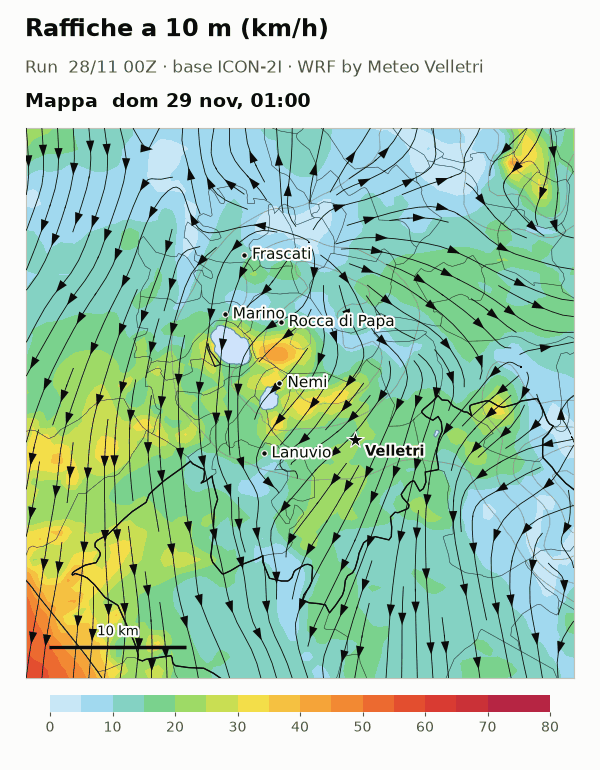 Raffiche a 10 m (km/h)
Run 28/11 00Z · base ICON-2I · WRF by Meteo Velletri
Mappa dom 29 nov, 01:00
Frascati
Marino
Rocca di Papa
Nemi
Lanuvio
Velletri
10 km
0 10 20 30 40 50 60 70 80